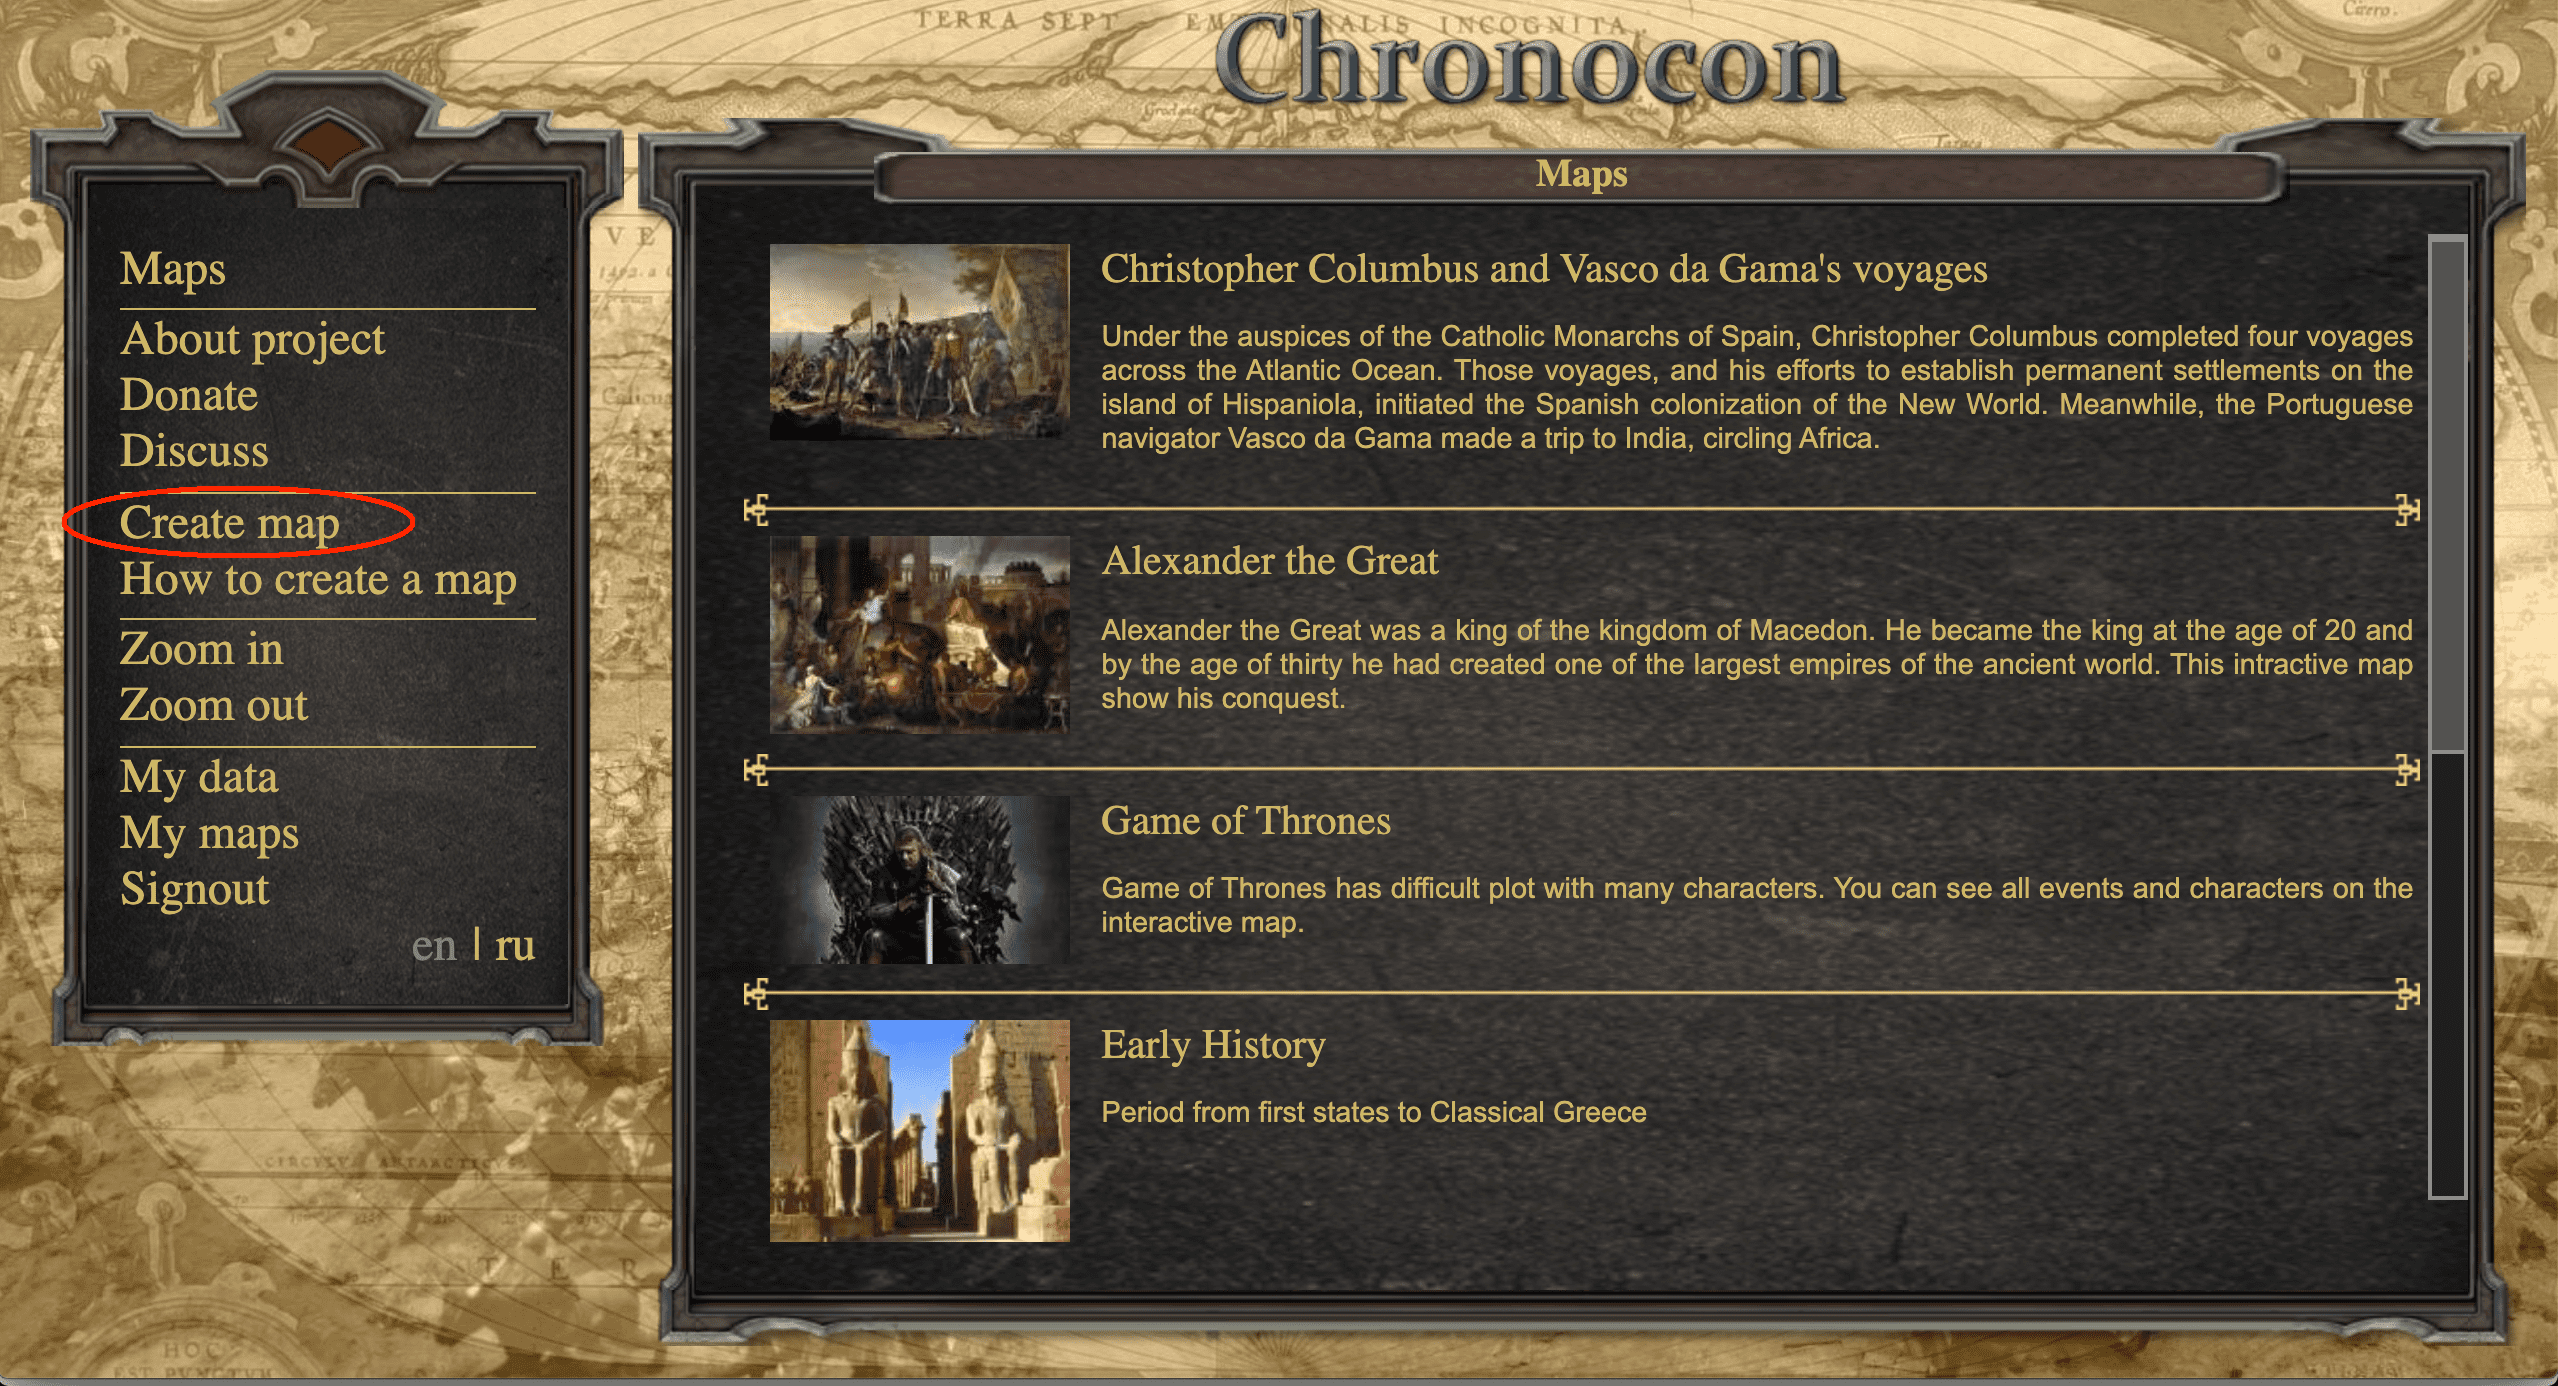 TERRA SEPT EM NALIS INCOGNITA
Cicero.
Chronocon
Maps
Maps
About project
Donate
Discuss
Create map
How to create a map
Zoom in
Zoom out
My data
My maps
Signout
en | ru
Christopher Columbus and Vasco da Gama's voyages
Under the auspices of the Catholic Monarchs of Spain, Christopher Columbus completed four voyages
across the Atlantic Ocean. Those voyages, and his efforts to establish permanent settlements on the
island of Hispaniola, initiated the Spanish colonization of the New World. Meanwhile, the Portuguese
navigator Vasco da Gama made a trip to India, circling Africa.
Alexander the Great
Alexander the Great was a king of the kingdom of Macedon. He became the king at the age of 20 and
by the age of thirty he had created one of the largest empires of the ancient world. This intractive map
show his conquest.
Game of Thrones
Game of Thrones has difficult plot with many characters. You can see all events and characters on the
interactive map.
Early History
Period from first states to Classical Greece
HOC
EST PVNCTVM